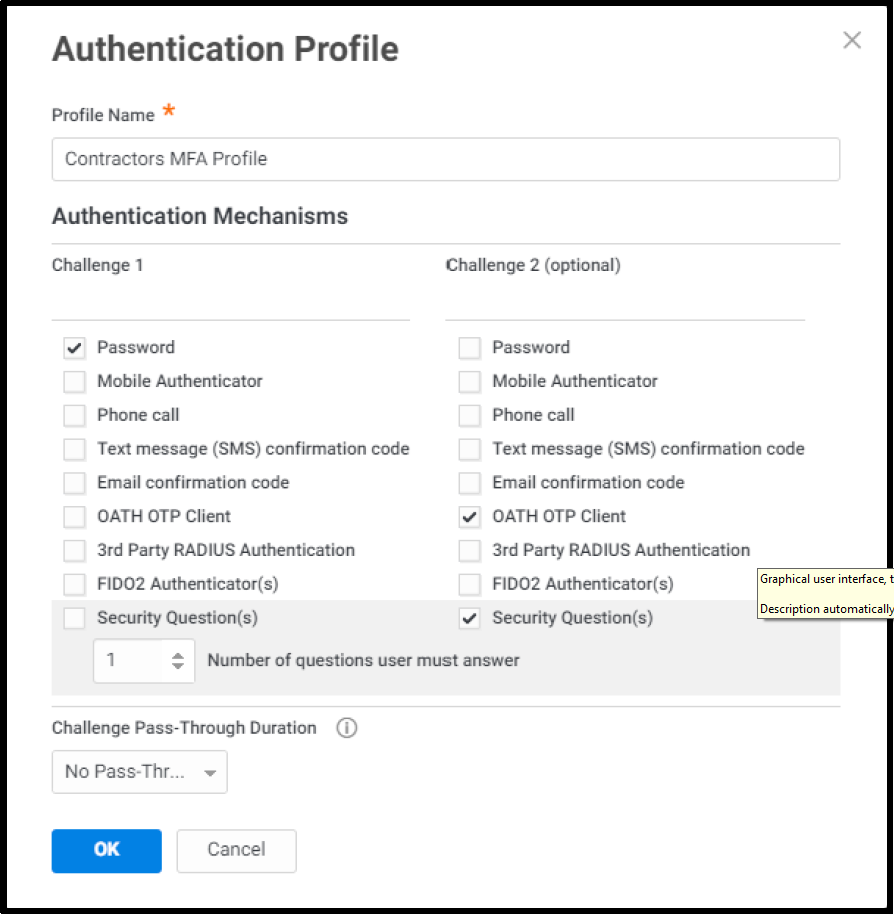 Authentication Profile
Profile Name *
Contractors MFA Profile
Authentication Mechanisms
Challenge 1
Challenge 2 (optional)
Password
Password
Mobile Authenticator
Mobile Authenticator
Phone call
Phone call
Text message (SMS) confirmation code
Text message (SMS) confirmation code
Email confirmation code
Email confirmation code
OATH OTP Client
OATH OTP Client
3rd Party RADIUS Authentication
3rd Party RADIUS Authentication
FIDO2 Authenticator(s)
FIDO2 Authenticator(s)
Graphical user interface, t
Description automatically
Security Question(s)
Security Question(s)
1
Number of questions user must answer
Challenge Pass-Through Duration
No Pass-Thr...
OK
Cancel